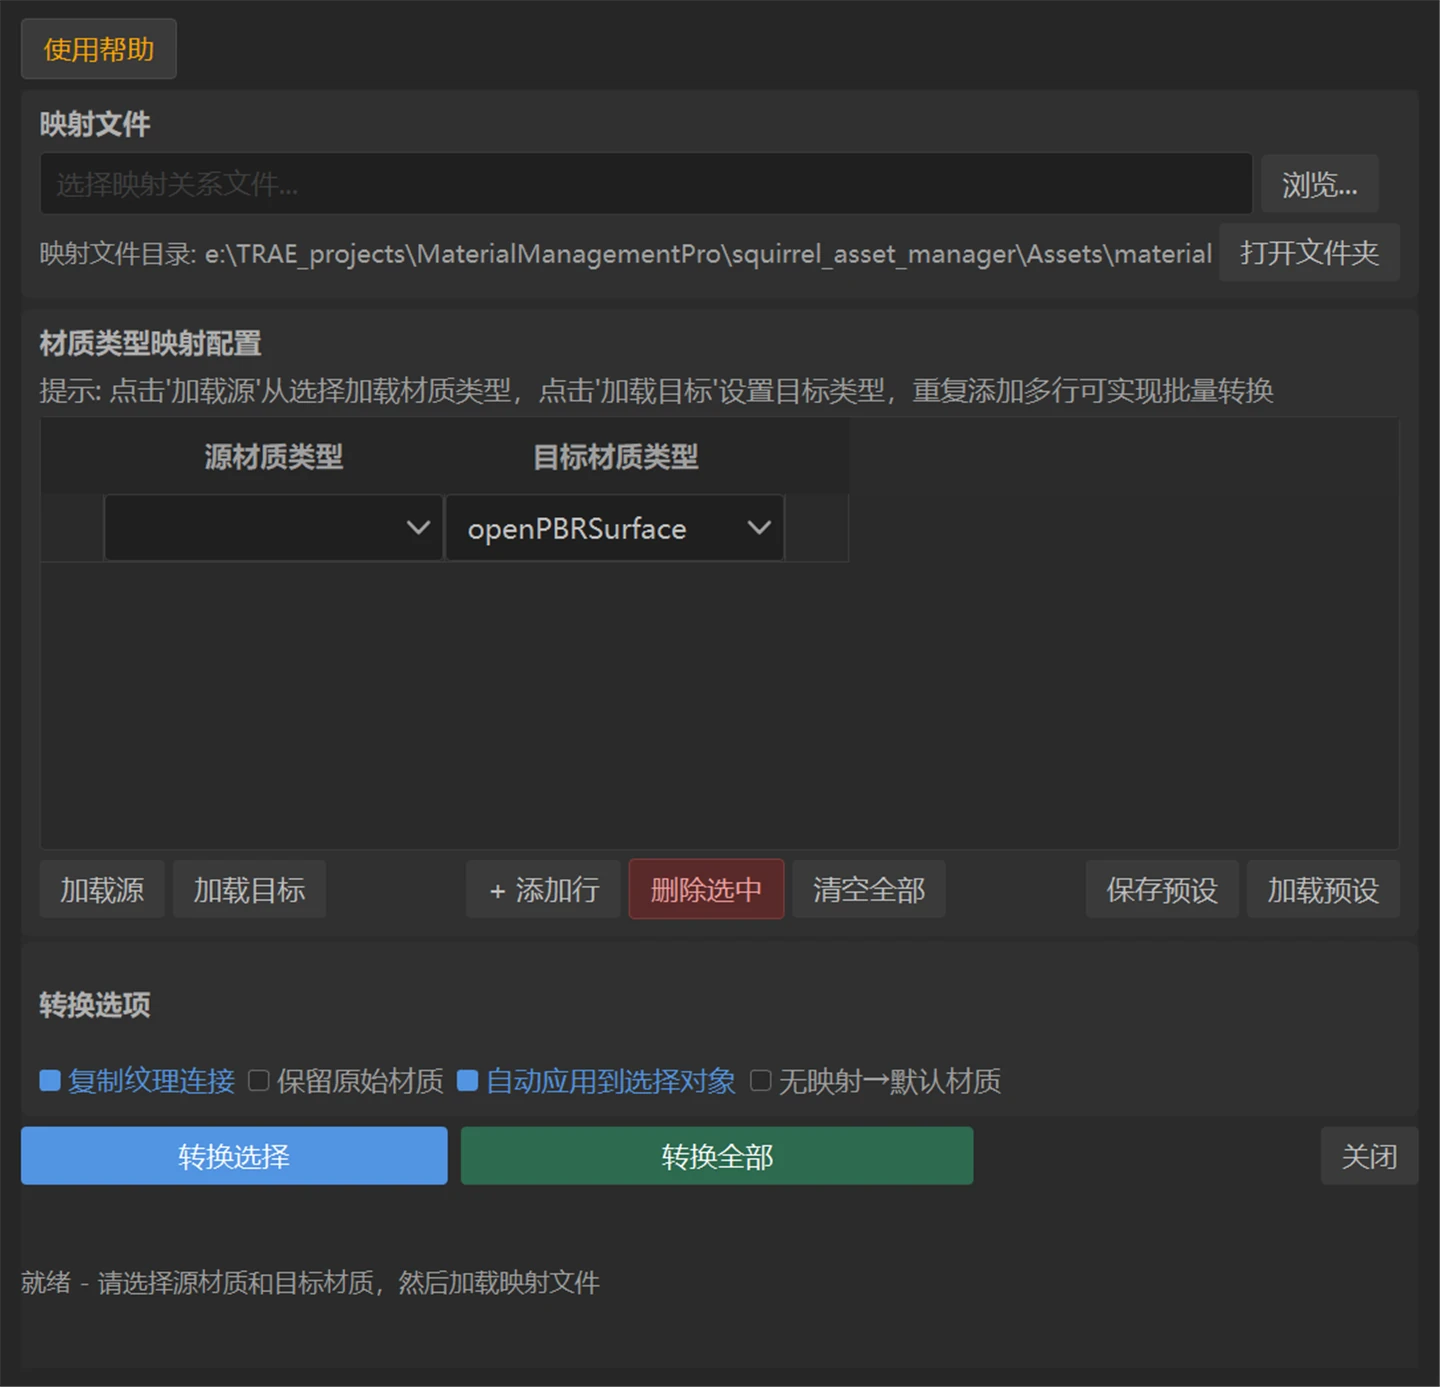 使用帮助
映射文件
选择映射关系文件...
浏览...
映射文件目录: e:\TRAE_projects\MaterialManagementPro\squirrel_asset_manager\Assets\material
打开文件夹
材质类型映射配置
提示: 点击'加载源'从选择加载材质类型，点击'加载目标'设置目标类型，重复添加多行可实现批量转换
源材质类型 目标材质类型
openPBRSurface
加载源 加载目标 + 添加行 删除选中 清空全部 保存预设 加载预设
转换选项
复制纹理连接 保留原始材质 自动应用到选择对象 无映射→默认材质
转换选择 转换全部 关闭
就绪 - 请选择源材质和目标材质，然后加载映射文件